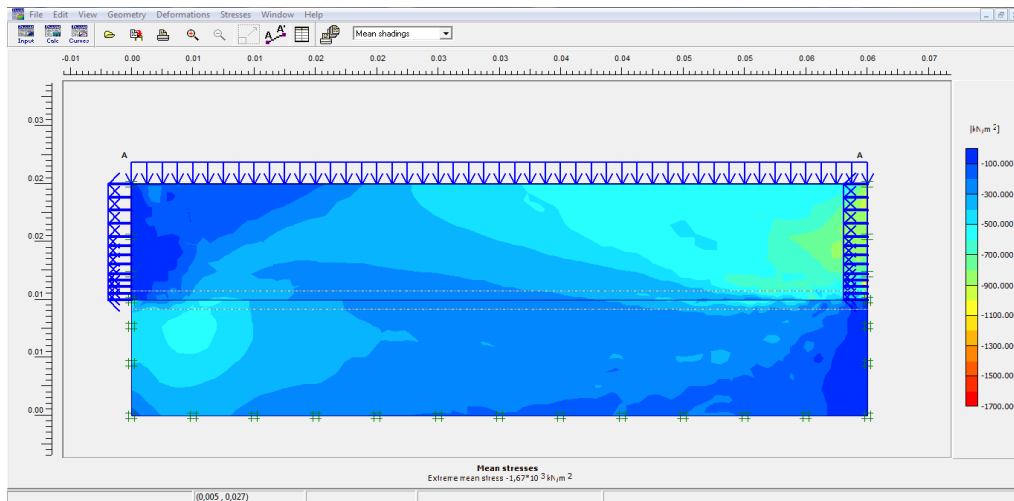 File Edit View Geometry Deformations Stresses Window Help
Input Calc Curves A A' Mean shadings
-0.01 0.00 0.01 0.01 0.02 0.02 0.03 0.03 0.04 0.04 0.05 0.05 0.06 0.06 0.07
0.03
0.02
0.02
0.01
0.01
0.00
A A
[kN/m 2]
-100.000
-300.000
-500.000
-700.000
-900.000
-1100.000
-1300.000
-1500.000
-1700.000
Mean stresses
Extreme mean stress -1,67*10 3 kN/m 2
(0,005 , 0,027)